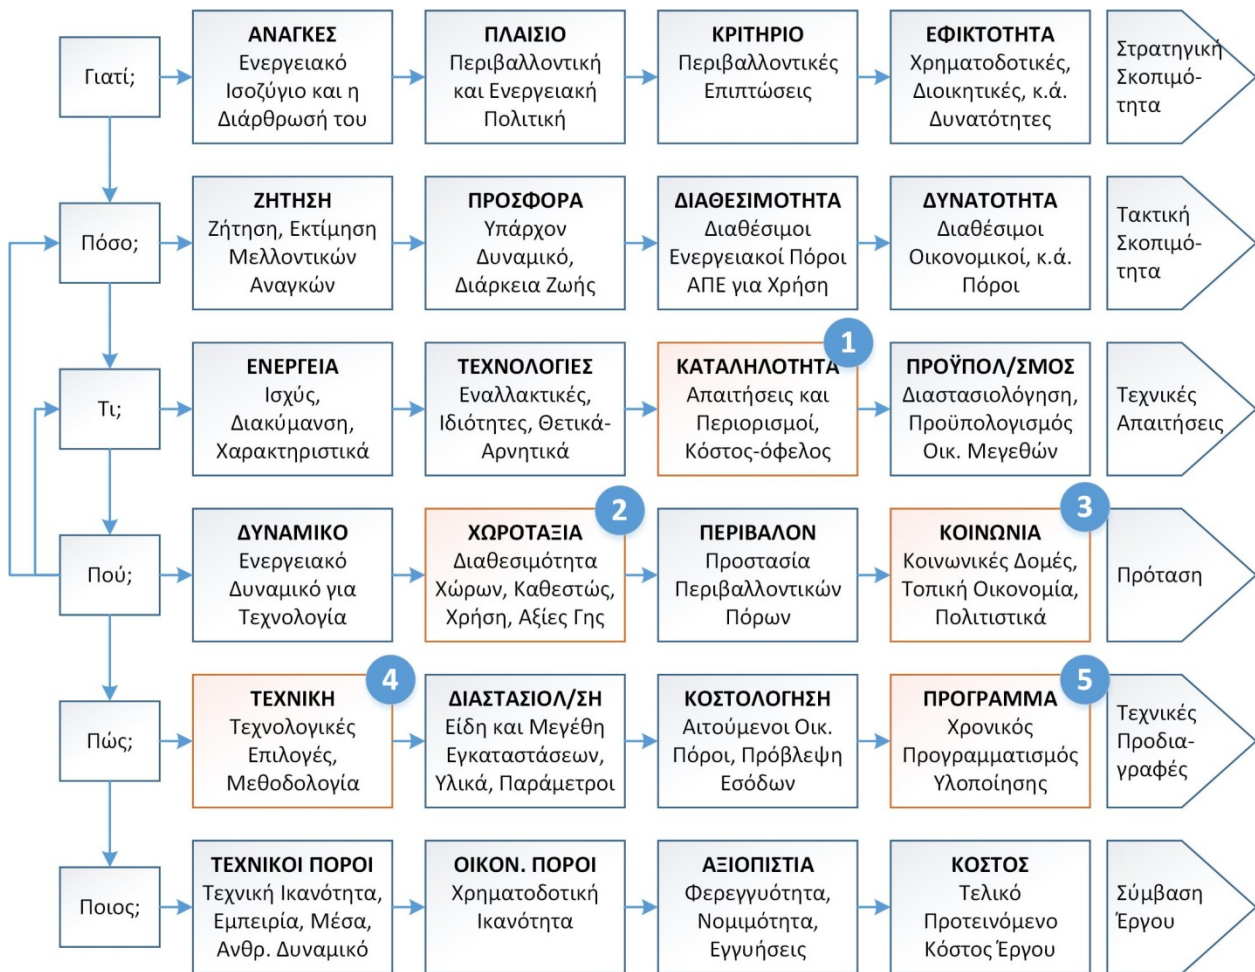 Γιατί;
ΑΝΑΓΚΕΣ
Ενεργειακό
Ισοζύγιο και η
Διάρθρωσή του
ΠΛΑΙΣΙΟ
Περιβαλλοντική
και Ενεργειακή
Πολιτική
ΚΡΙΤΗΡΙΟ
Περιβαλλοντικές
Επιπτώσεις
ΕΦΙΚΤΟΤΗΤΑ
Χρηματοδοτικές,
Διοικητικές, κ.ά.
Δυνατότητες
Στρατηγική
Σκοπιμό-
τητα
Πόσο;
ΖΗΤΗΣΗ
Ζήτηση, Εκτίμηση
Μελλοντικών
Αναγκών
ΠΡΟΣΦΟΡΑ
Υπάρχον
Δυναμικό,
Διάρκεια Ζωής
ΔΙΑΘΕΣΙΜΟΤΗΤΑ
Διαθέσιμοι
Ενεργειακοί Πόροι
ΑΠΕ για Χρήση
ΔΥΝΑΤΟΤΗΤΑ
Διαθέσιμοι
Οικονομικοί, κ.ά.
Πόροι
Τακτική
Σκοπιμό-
τητα
Τι;
ΕΝΕΡΓΕΙΑ
Ισχύς,
Διακύμανση,
Χαρακτηριστικά
ΤΕΧΝΟΛΟΓΙΕΣ
Εναλλακτικές,
Ιδιότητες, Θετικά-
Αρνητικά
1
ΚΑΤΑΛΗΛΟΤΗΤΑ
Απαιτήσεις και
Περιορισμοί,
Κόστος-όφελος
ΠΡΟΫΠΟΛ/ΣΜΟΣ
Διαστασιολόγηση,
Προϋπολογισμός
Οικ. Μεγεθών
Τεχνικές
Απαιτήσεις
Πού;
ΔΥΝΑΜΙΚΟ
Ενεργειακό
Δυναμικό για
Τεχνολογία
2
ΧΩΡΟΤΑΞΙΑ
Διαθεσιμότητα
Χώρων, Καθεστώς,
Χρήση, Αξίες Γης
ΠΕΡΙΒΑΛΟΝ
Προστασία
Περιβαλλοντικών
Πόρων
3
ΚΟΙΝΩΝΙΑ
Κοινωνικές Δομές,
Τοπική Οικονομία,
Πολιτιστικά
Πρόταση
Πώς;
4
ΤΕΧΝΙΚΗ
Τεχνολογικές
Επιλογές,
Μεθοδολογία
ΔΙΑΣΤΑΣΙΟΛ/ΣΗ
Είδη και Μεγέθη
Εγκαταστάσεων,
Υλικά, Παράμετροι
ΚΟΣΤΟΛΟΓΗΣΗ
Αιτούμενοι Οικ.
Πόροι, Πρόβλεψη
Εσόδων
5
ΠΡΟΓΡΑΜΜΑ
Χρονικός
Προγραμματισμός
Υλοποίησης
Τεχνικές
Προδια-
γραφές
Ποιος;
ΤΕΧΝΙΚΟΙ ΠΟΡΟΙ
Τεχνική Ικανότητα,
Εμπειρία, Μέσα,
Ανθρ. Δυναμικό
ΟΙΚΟΝ. ΠΟΡΟΙ
Χρηματοδοτική
Ικανότητα
ΑΞΙΟΠΙΣΤΙΑ
Φερεγγυότητα,
Νομιμότητα,
Εγγυήσεις
ΚΟΣΤΟΣ
Τελικό
Προτεινόμενο
Κόστος Έργου
Σύμβαση
Έργου